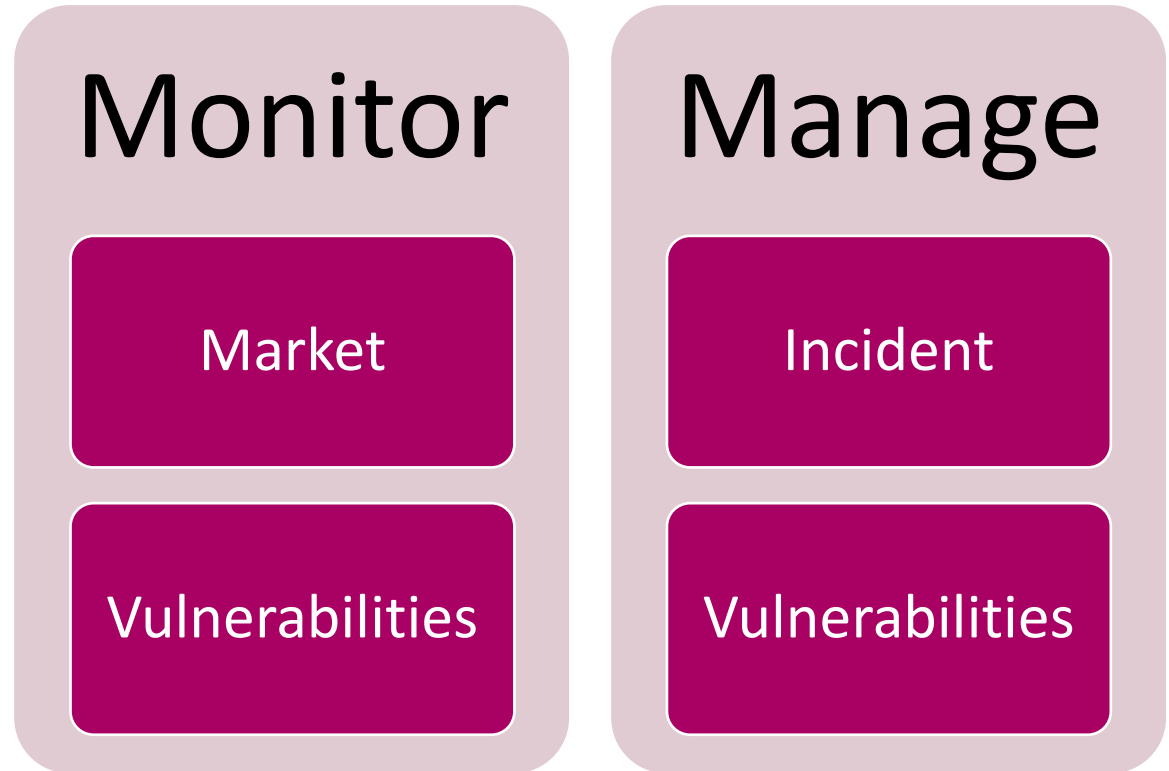 Monitor
Market
Vulnerabilities
Manage
Incident
Vulnerabilities